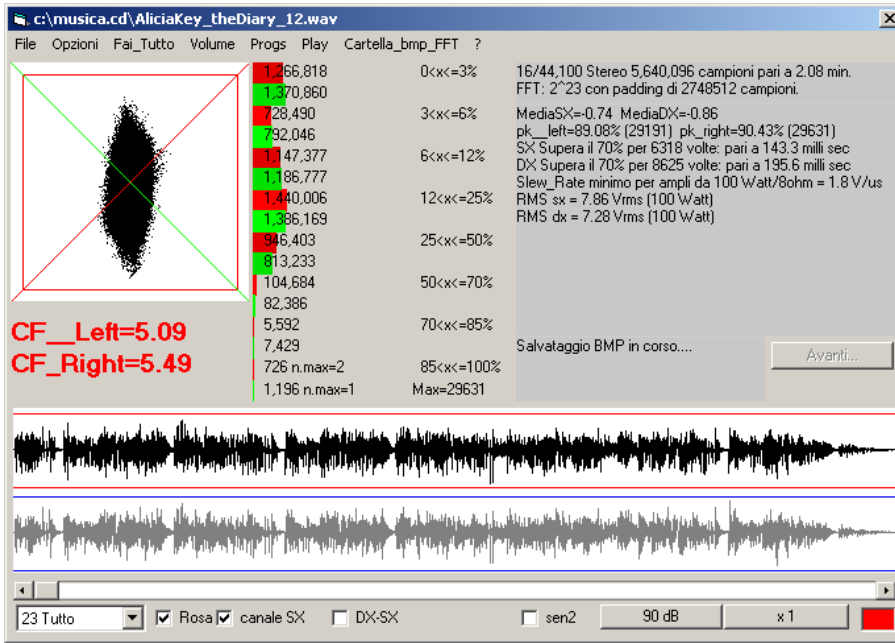 c:\musica.cd\AliciaKey_theDiary_12.wav
File Opzioni Fai_Tutto Volume Progs Play Cartella_bmp_FFT ?
1,266,818 0<x<=3%
1,370,860
728,490 3<x<=6%
792,046
1,147,377 6<x<=12%
1,186,777
1,440,006 12<x<=25%
1,386,169
946,403 25<x<=50%
813,233
104,684 50<x<=70%
82,386
5,592 70<x<=85%
7,429
726 n.max=2 85<x<=100%
1,196 n.max=1 Max=29631
16/44,100 Stereo 5,640,096 campioni pari a 2.08 min.
FFT: 2^23 con padding di 2748512 campioni.
MediaSX=-0.74 MediaDX=-0.86
pk__left=89.08% (29191) pk_right=90.43% (29631)
SX Supera il 70% per 6318 volte: pari a 143.3 milli sec
DX Supera il 70% per 8625 volte: pari a 195.6 milli sec
Slew_Rate minimo per ampli da 100 Watt/8ohm = 1.8 V/us
RMS sx = 7.86 Vrms (100 Watt)
RMS dx = 7.28 Vrms (100 Watt)
CF__Left=5.09
CF_Right=5.49
Salvataggio BMP in corso....
Avanti...
23 Tutto Rosa canale SX DX-SX sen2 90 dB x 1